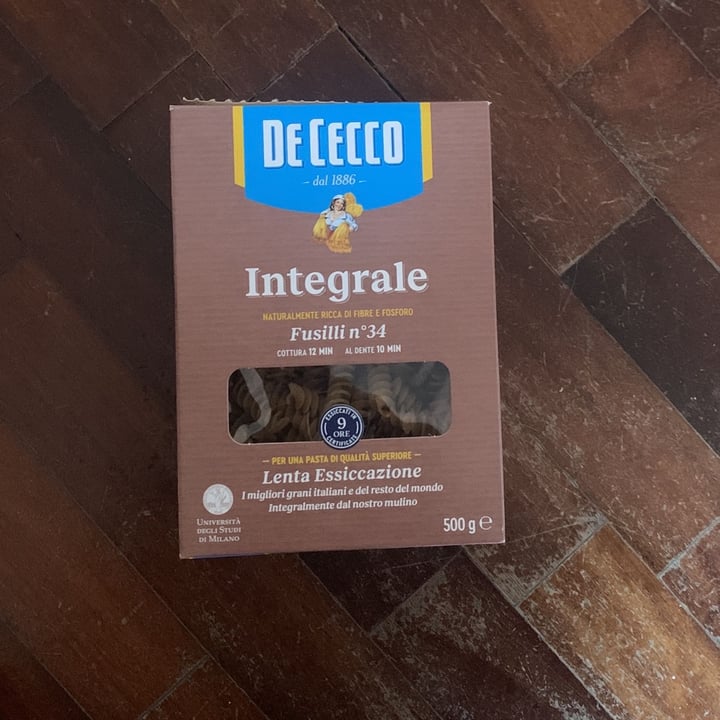 DE CECCO
dal 1886
Integrale
NATURALMENTE RICCA DI FIBRE E FOSFORO
Fusilli n°34
COTTURA 12 MIN AL DENTE 10 MIN
ESSICCATI IN
9
ORE
CERTIFICATE
PER UNA PASTA DI QUALITÀ SUPERIORE
Lenta Essiccazione
I migliori grani italiani e del resto del mondo
Integralmente dal nostro mulino
UNIVERSITÀ
DEGLI STUDI
DI MILANO
500 g ℮